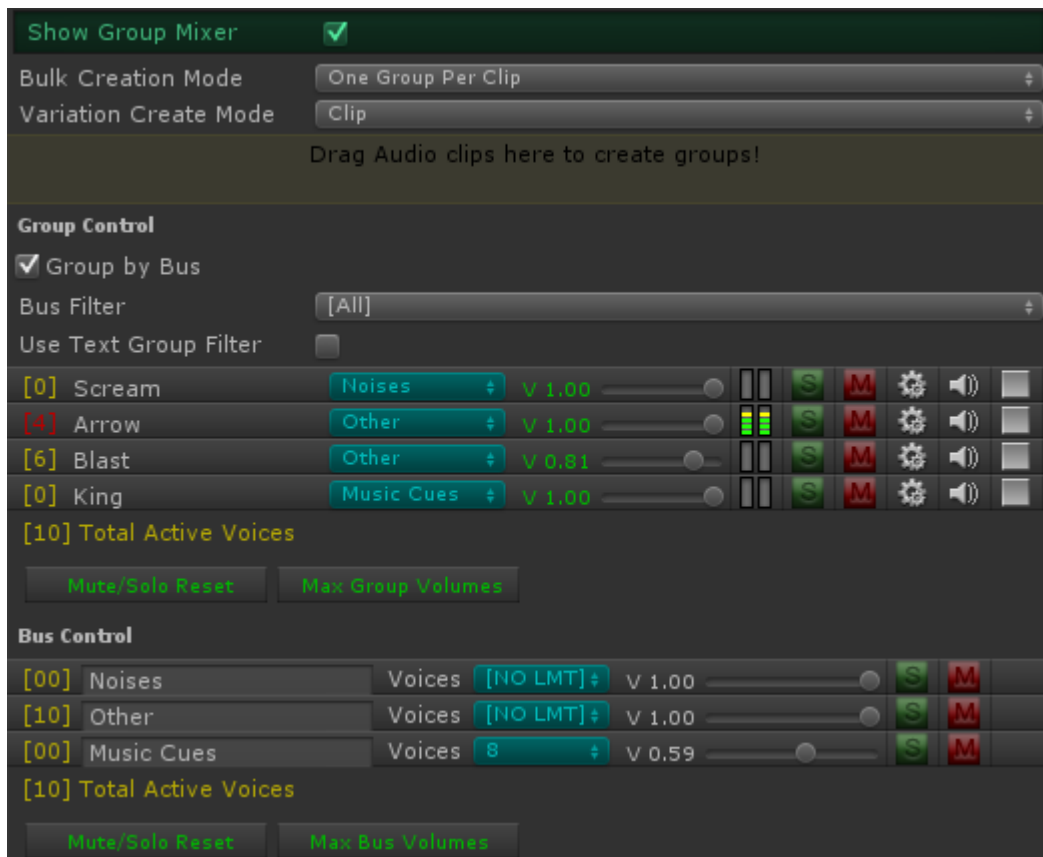 Show Group Mixer
Bulk Creation Mode One Group Per Clip
Variation Create Mode Clip
Drag Audio clips here to create groups!
Group Control
Group by Bus
Bus Filter [All]
Use Text Group Filter
[0] Scream Noises V 1.00 S M
[4] Arrow Other V 1.00 S M
[6] Blast Other V 0.81 S M
[0] King Music Cues V 1.00 S M
[10] Total Active Voices
Mute/Solo Reset Max Group Volumes
Bus Control
[00] Noises Voices [NO LMT] V 1.00 S M
[10] Other Voices [NO LMT] V 1.00 S M
[00] Music Cues Voices 8 V 0.59 S M
[10] Total Active Voices
Mute/Solo Reset Max Bus Volumes